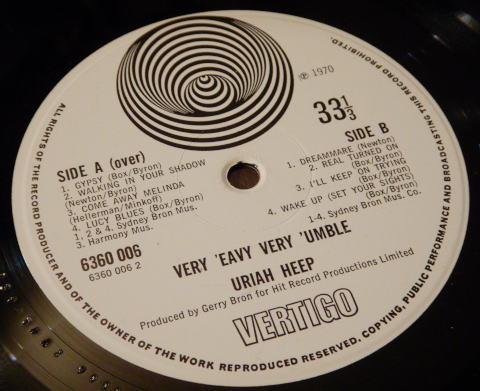 ℗ 1970
33 1/3
SIDE A (over)
1. GYPSY (Box/Byron)
2. WALKING IN YOUR SHADOW
(Newton/Byron)
3. COME AWAY MELINDA
(Hellerman/Minkoff)
4. LUCY BLUES (Box/Byron)
1. 2 & 4. Sydney Bron Mus.
3. Harmony Mus.
6360 006
6360 006 2
SIDE B
1. DREAMMARE (Newton)
2. REAL TURNED ON
(Box/Byron)
3. I'LL KEEP ON TRYING
(Box/Byron)
4. WAKE UP (SET YOUR SIGHTS)
(Box/Byron)
1-4. Sydney Bron Mus. Co.
VERY 'EAVY VERY 'UMBLE
URIAH HEEP
Produced by Gerry Bron for Hit Record Productions Limited
VERTIGO
ALL RIGHTS OF THE RECORD PRODUCER AND OF THE OWNER OF THE WORK REPRODUCED RESERVED. COPYING, PUBLIC PERFORMANCE AND BROADCASTING THIS RECORD PROHIBITED.